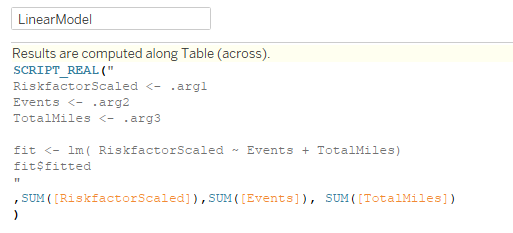 LinearModel
Results are computed along Table (across).
SCRIPT_REAL("
RiskfactorScaled <- .arg1
Events <- .arg2
TotalMiles <- .arg3
fit <- lm( RiskfactorScaled ~ Events + TotalMiles)
fit$fitted
"
,SUM([RiskfactorScaled]),SUM([Events]), SUM([TotalMiles])
)